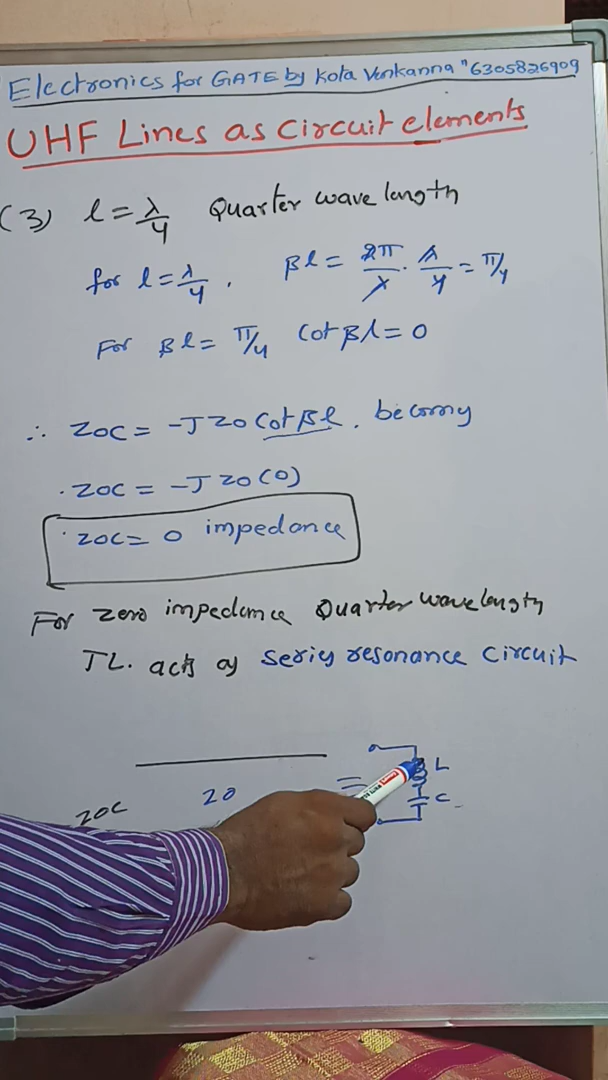 Electronics for GATE by Kota Venkanna "6305826909
UHF Lines as circuit elements
(3) l = λ/4 Quarter wave length
for l = λ/4 . βl = 2π/λ . λ/4 = π/4
For βl = π/4 Cot βl = 0
∴ ZOC = -J ZO Cot βl . becomy
. ZOC = -J ZO (0)
. ZOC = 0 impedance
For Zero impedance Quarter wavelength
TL. acts as Series resonance Circuit
ZOC ZO = L
C